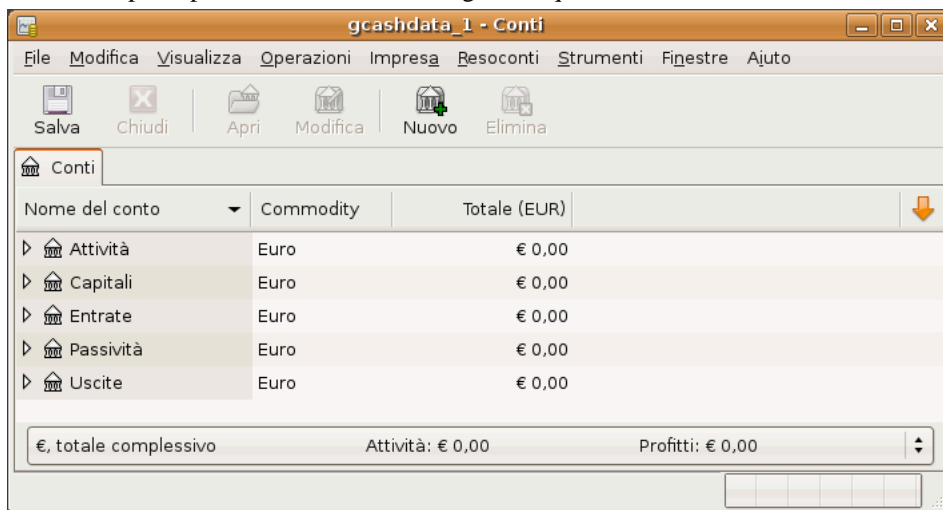 gcashdata_1 - Conti
File Modifica Visualizza Operazioni Impresa Resoconti Strumenti Finestre Aiuto
Salva Chiudi Apri Modifica Nuovo Elimina
Conti
Nome del conto Commodity Totale (EUR)
Attività Euro € 0,00
Capitali Euro € 0,00
Entrate Euro € 0,00
Passività Euro € 0,00
Uscite Euro € 0,00
€, totale complessivo Attività: € 0,00 Profitti: € 0,00